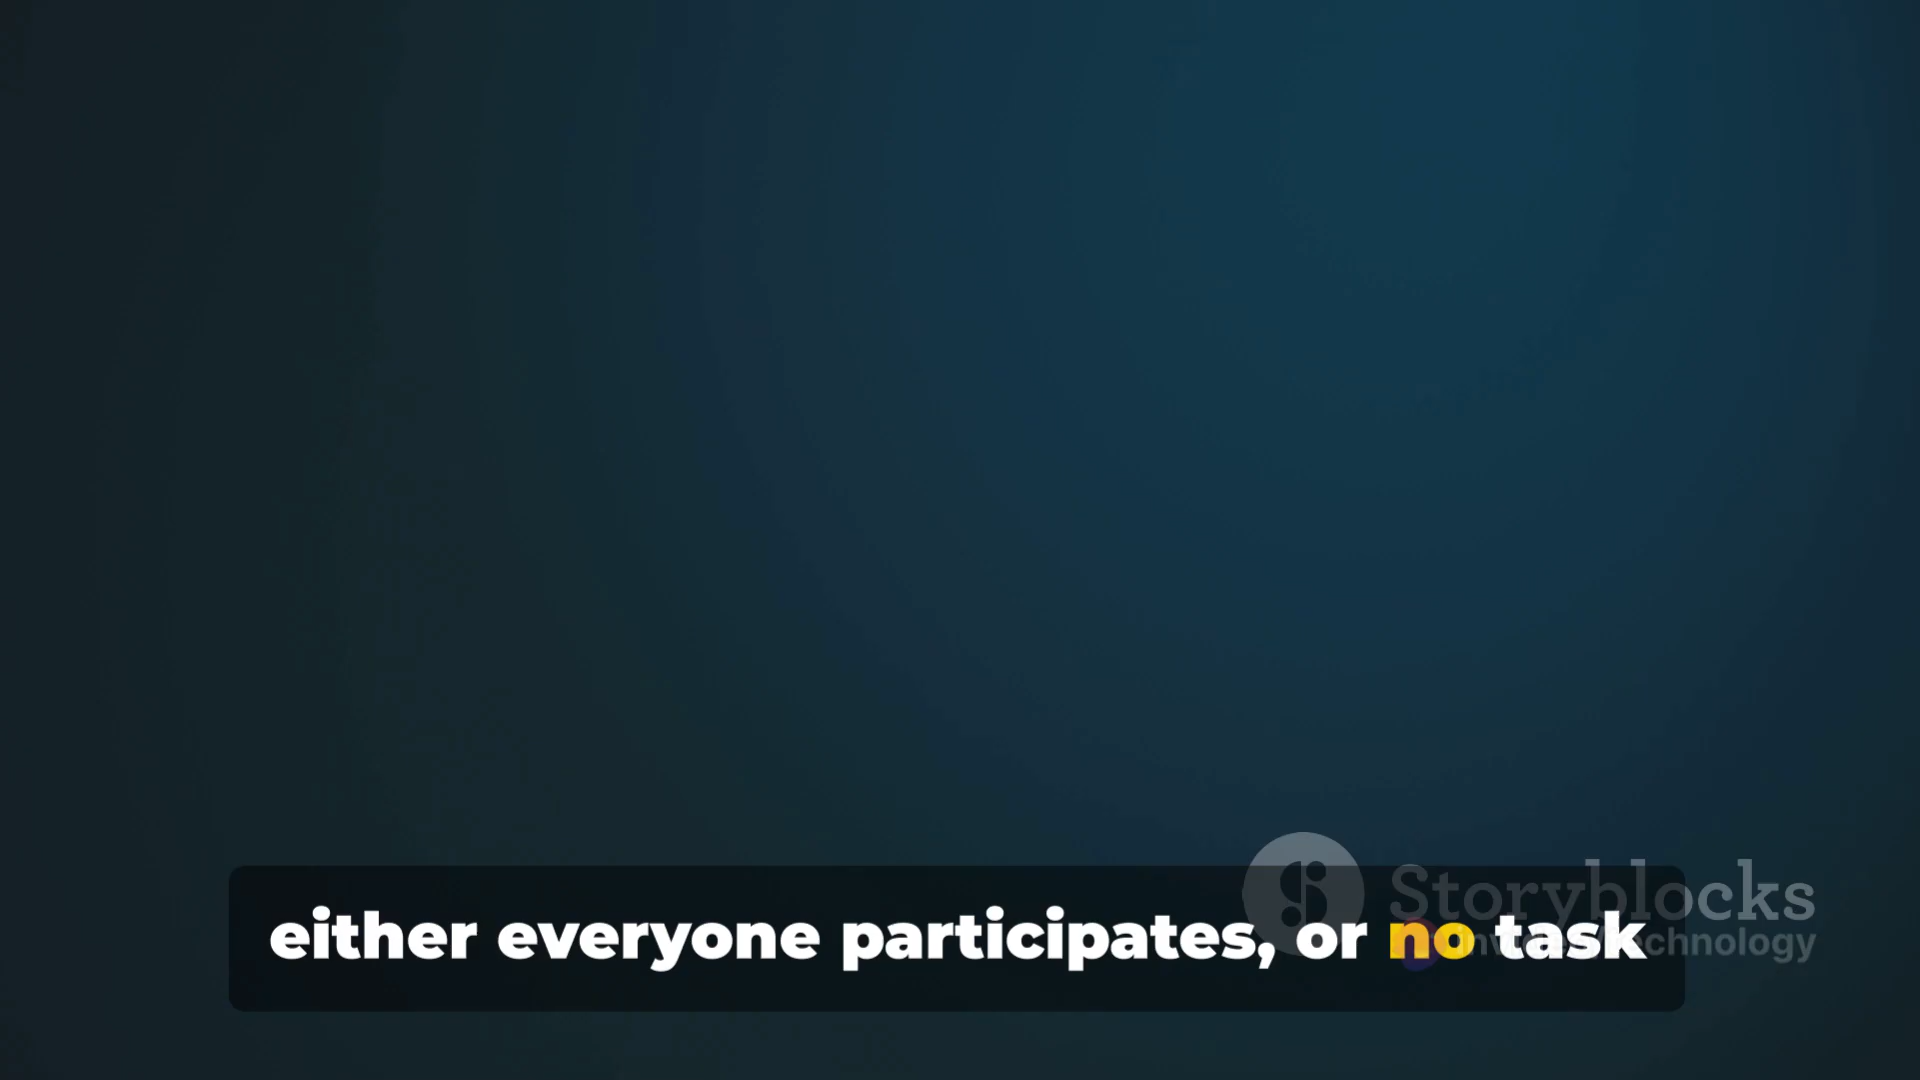 Storyblocks
either everyone participates, or no task